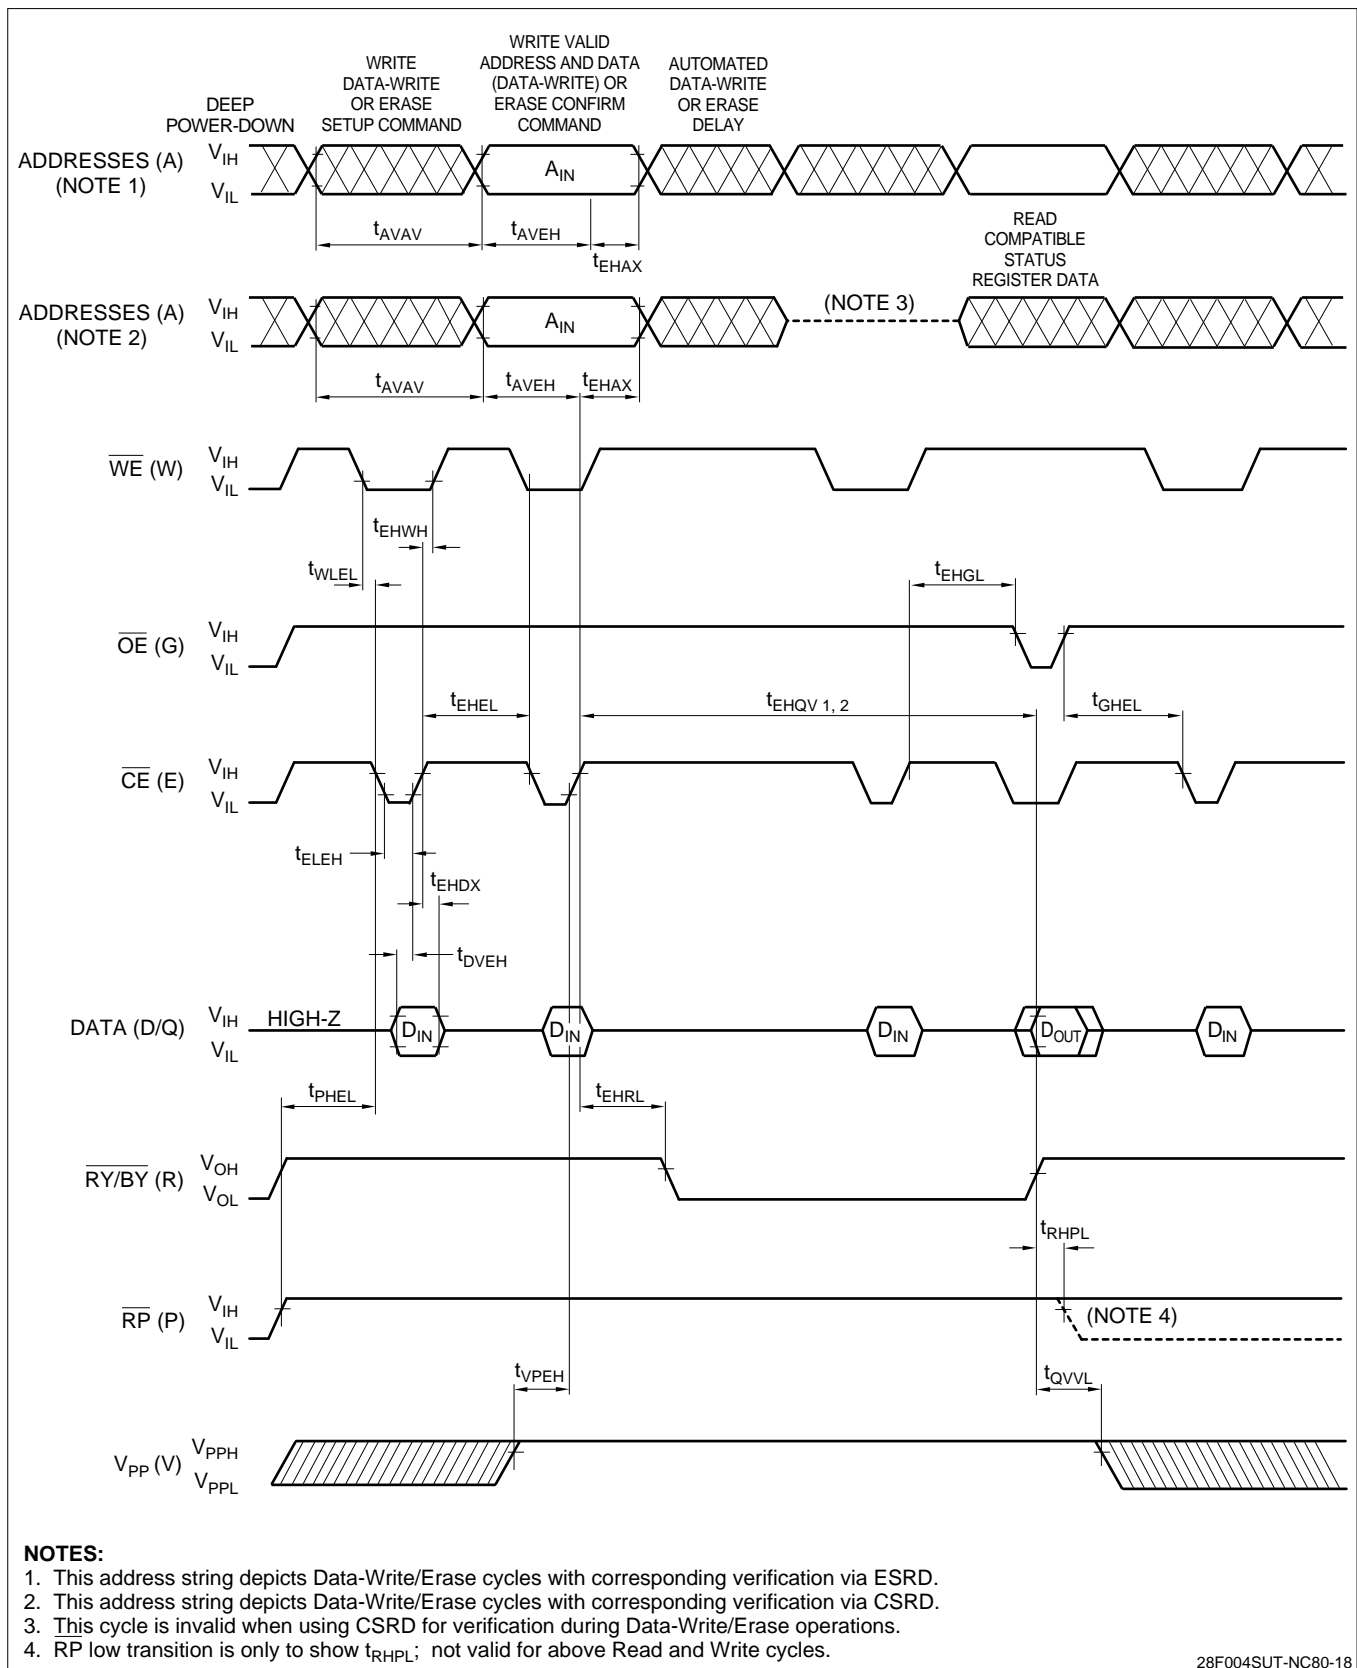 DEEP
POWER-DOWN
WRITE
DATA-WRITE
OR ERASE
SETUP COMMAND
WRITE VALID
ADDRESS AND DATA
(DATA-WRITE) OR
ERASE CONFIRM
COMMAND
AUTOMATED
DATA-WRITE
OR ERASE
DELAY
ADDRESSES (A)
(NOTE 1)
VIH
VIL
AIN
tAVAV
tAVEH
tEHAX
READ
COMPATIBLE
STATUS
REGISTER DATA
ADDRESSES (A)
(NOTE 2)
VIH
VIL
AIN
(NOTE 3)
tAVAV
tAVEH
tEHAX
WE (W)
VIH
VIL
tEHWH
tWLEL
tEHGL
OE (G)
VIH
VIL
tEHEL
tEHQV 1, 2
tGHEL
CE (E)
VIH
VIL
tELEH
tEHDX
tDVEH
DATA (D/Q)
VIH
VIL
HIGH-Z
DIN
DIN
DIN
DOUT
DIN
tPHEL
tEHRL
RY/BY (R)
VOH
VOL
tRHPL
RP (P)
VIH
VIL
(NOTE 4)
tVPEH
tQVVL
VPP (V)
VPPH
VPPL
NOTES:
1. This address string depicts Data-Write/Erase cycles with corresponding verification via ESRD.
2. This address string depicts Data-Write/Erase cycles with corresponding verification via CSRD.
3. This cycle is invalid when using CSRD for verification during Data-Write/Erase operations.
4. RP low transition is only to show tRHPL; not valid for above Read and Write cycles.
28F004SUT-NC80-18